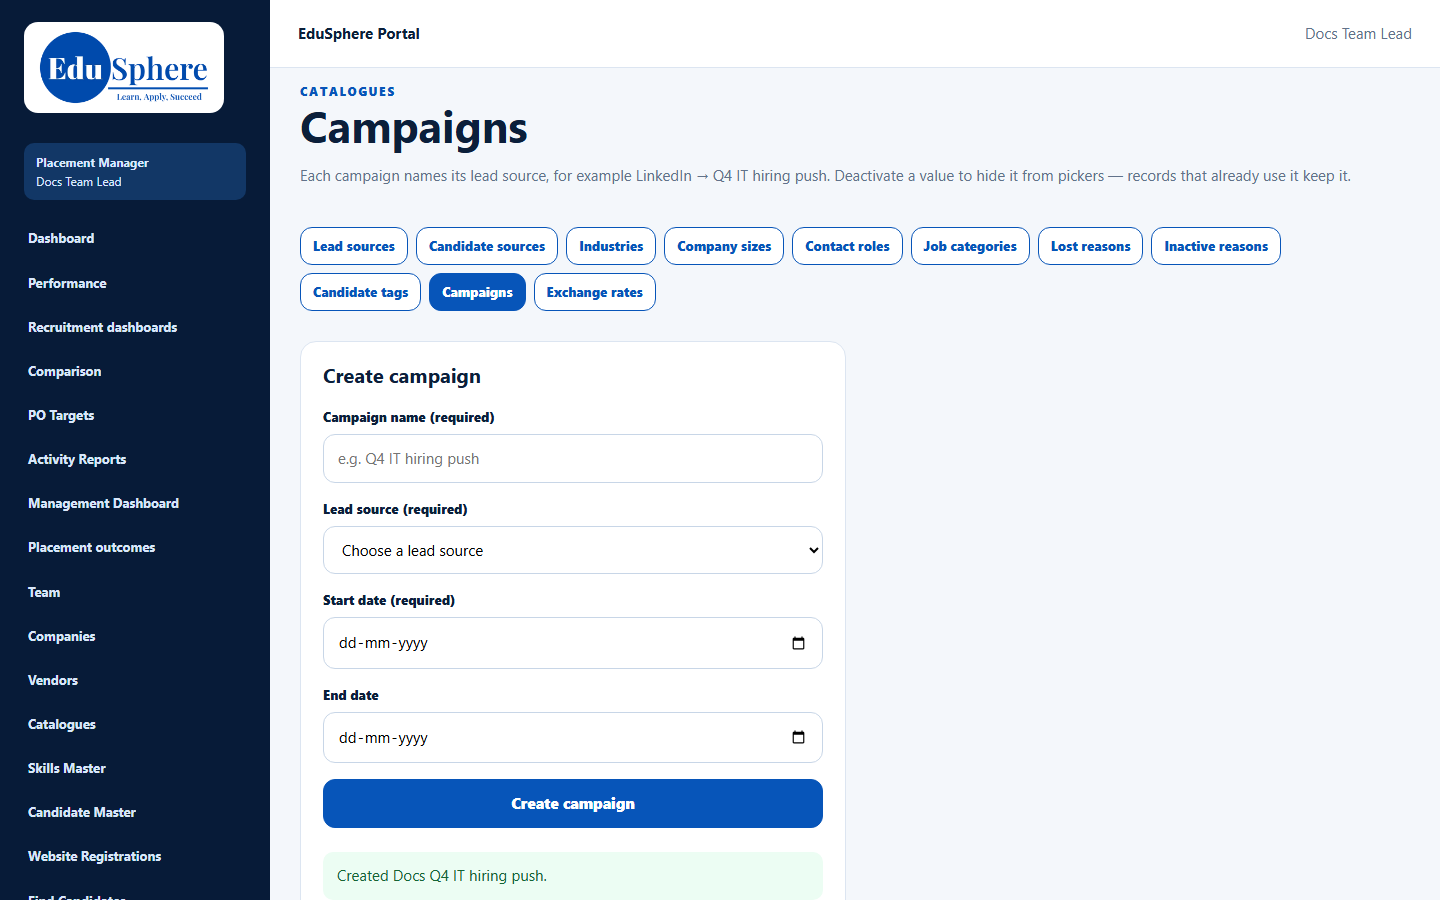 EduSphere
Learn. Apply, Succeed
Placement Manager
Docs Team Lead
Dashboard
Performance
Recruitment dashboards
Comparison
PO Targets
Activity Reports
Management Dashboard
Placement outcomes
Team
Companies
Vendors
Catalogues
Skills Master
Candidate Master
Website Registrations
Find Candidates
EduSphere Portal
Docs Team Lead
CATALOGUES
Campaigns
Each campaign names its lead source, for example LinkedIn → Q4 IT hiring push. Deactivate a value to hide it from pickers — records that already use it keep it.
Lead sources
Candidate sources
Industries
Company sizes
Contact roles
Job categories
Lost reasons
Inactive reasons
Candidate tags
Campaigns
Exchange rates
Create campaign
Campaign name (required)
e.g. Q4 IT hiring push
Lead source (required)
Choose a lead source
Start date (required)
dd-mm-yyyy
End date
dd-mm-yyyy
Create campaign
Created Docs Q4 IT hiring push.